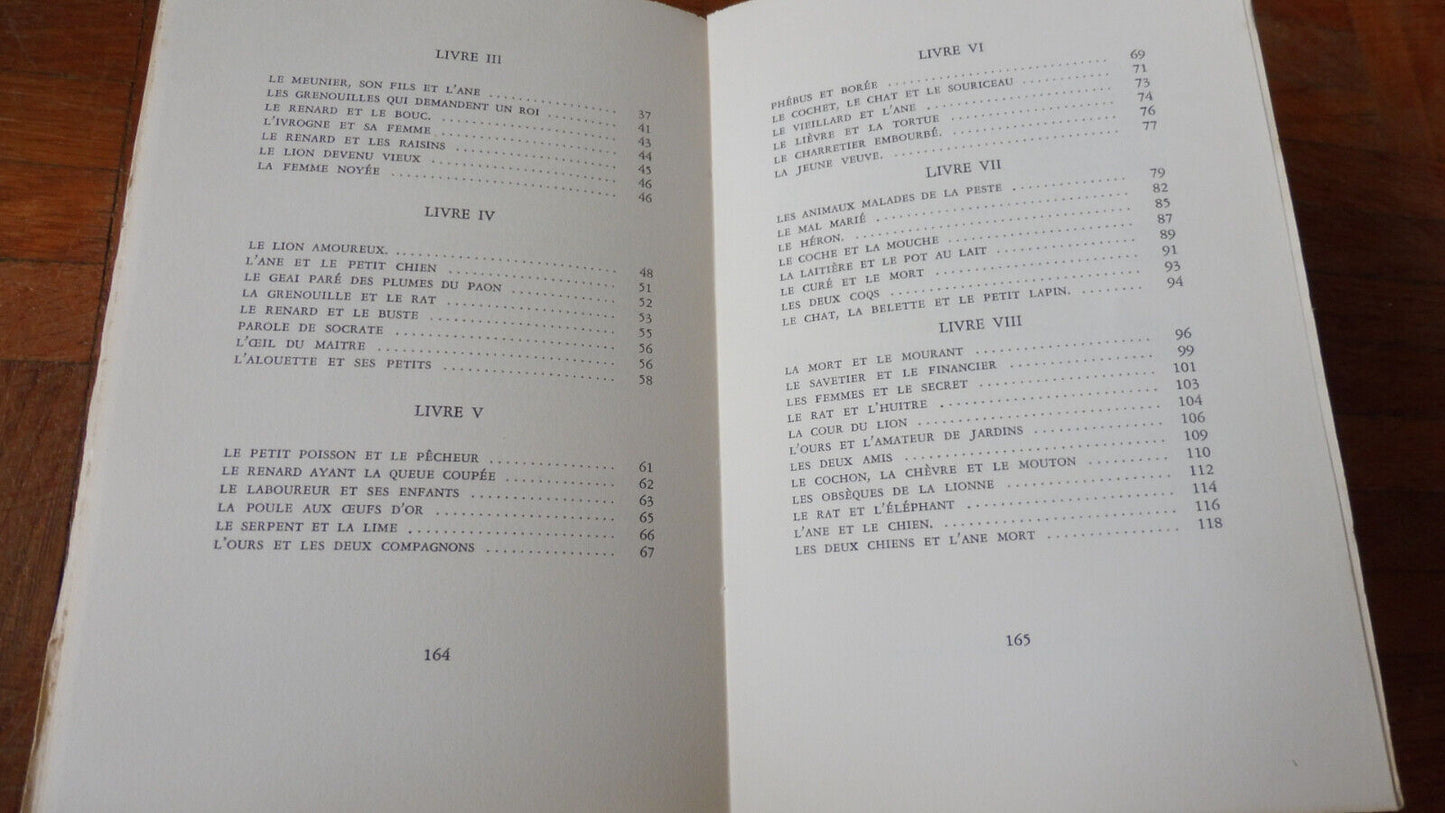 LIVRE III
LE MEUNIER, SON FILS ET L'ANE .................. 37
LES GRENOUILLES QUI DEMANDENT UN ROI .......... 41
LE RENARD ET LE BOUC. .................. 43
L'IVROGNE ET SA FEMME .................. 44
LE RENARD ET LES RAISINS .................. 45
LE LION DEVENU VIEUX .................. 46
LA FEMME NOYÉE .................. 46
LIVRE IV
LE LION AMOUREUX. .................. 48
L'ANE ET LE PETIT CHIEN .................. 51
LE GEAI PARÉ DES PLUMES DU PAON .................. 52
LA GRENOUILLE ET LE RAT .................. 53
LE RENARD ET LE BUSTE .................. 55
PAROLE DE SOCRATE .................. 56
L'ŒIL DU MAITRE .................. 56
L'ALOUETTE ET SES PETITS .................. 58
LIVRE V
LE PETIT POISSON ET LE PÊCHEUR .................. 61
LE RENARD AYANT LA QUEUE COUPÉE .................. 62
LE LABOUREUR ET SES ENFANTS .................. 63
LA POULE AUX ŒUFS D'OR .................. 65
LE SERPENT ET LA LIME .................. 66
L'OURS ET LES DEUX COMPAGNONS .................. 67
164
LIVRE VI
PHÉBUS ET BORÉE .................. 69
LE COCHET, LE CHAT ET LE SOURICEAU .................. 71
LE VIEILLARD ET L'ANE .................. 73
LE LIÈVRE ET LA TORTUE .................. 74
LE CHARRETIER EMBOURBÉ. .................. 76
LA JEUNE VEUVE. .................. 77
LIVRE VII
LES ANIMAUX MALADES DE LA PESTE .................. 79
LE MAL MARIÉ .................. 82
LE HÉRON. .................. 85
LE COCHE ET LA MOUCHE .................. 87
LA LAITIÈRE ET LE POT AU LAIT .................. 89
LE CURÉ ET LE MORT .................. 91
LES DEUX COQS .................. 93
LE CHAT, LA BELETTE ET LE PETIT LAPIN. ......... 94
LIVRE VIII
LA MORT ET LE MOURANT .................. 96
LE SAVETIER ET LE FINANCIER .................. 99
LES FEMMES ET LE SECRET .................. 101
LE RAT ET L'HUITRE .................. 103
LA COUR DU LION .................. 104
L'OURS ET L'AMATEUR DE JARDINS .................. 106
LES DEUX AMIS .................. 109
LE COCHON, LA CHÈVRE ET LE MOUTON .......... 110
LES OBSÈQUES DE LA LIONNE .................. 112
LE RAT ET L'ÉLÉPHANT .................. 114
L'ANE ET LE CHIEN. .................. 116
LES DEUX CHIENS ET L'ANE MORT .................. 118
165